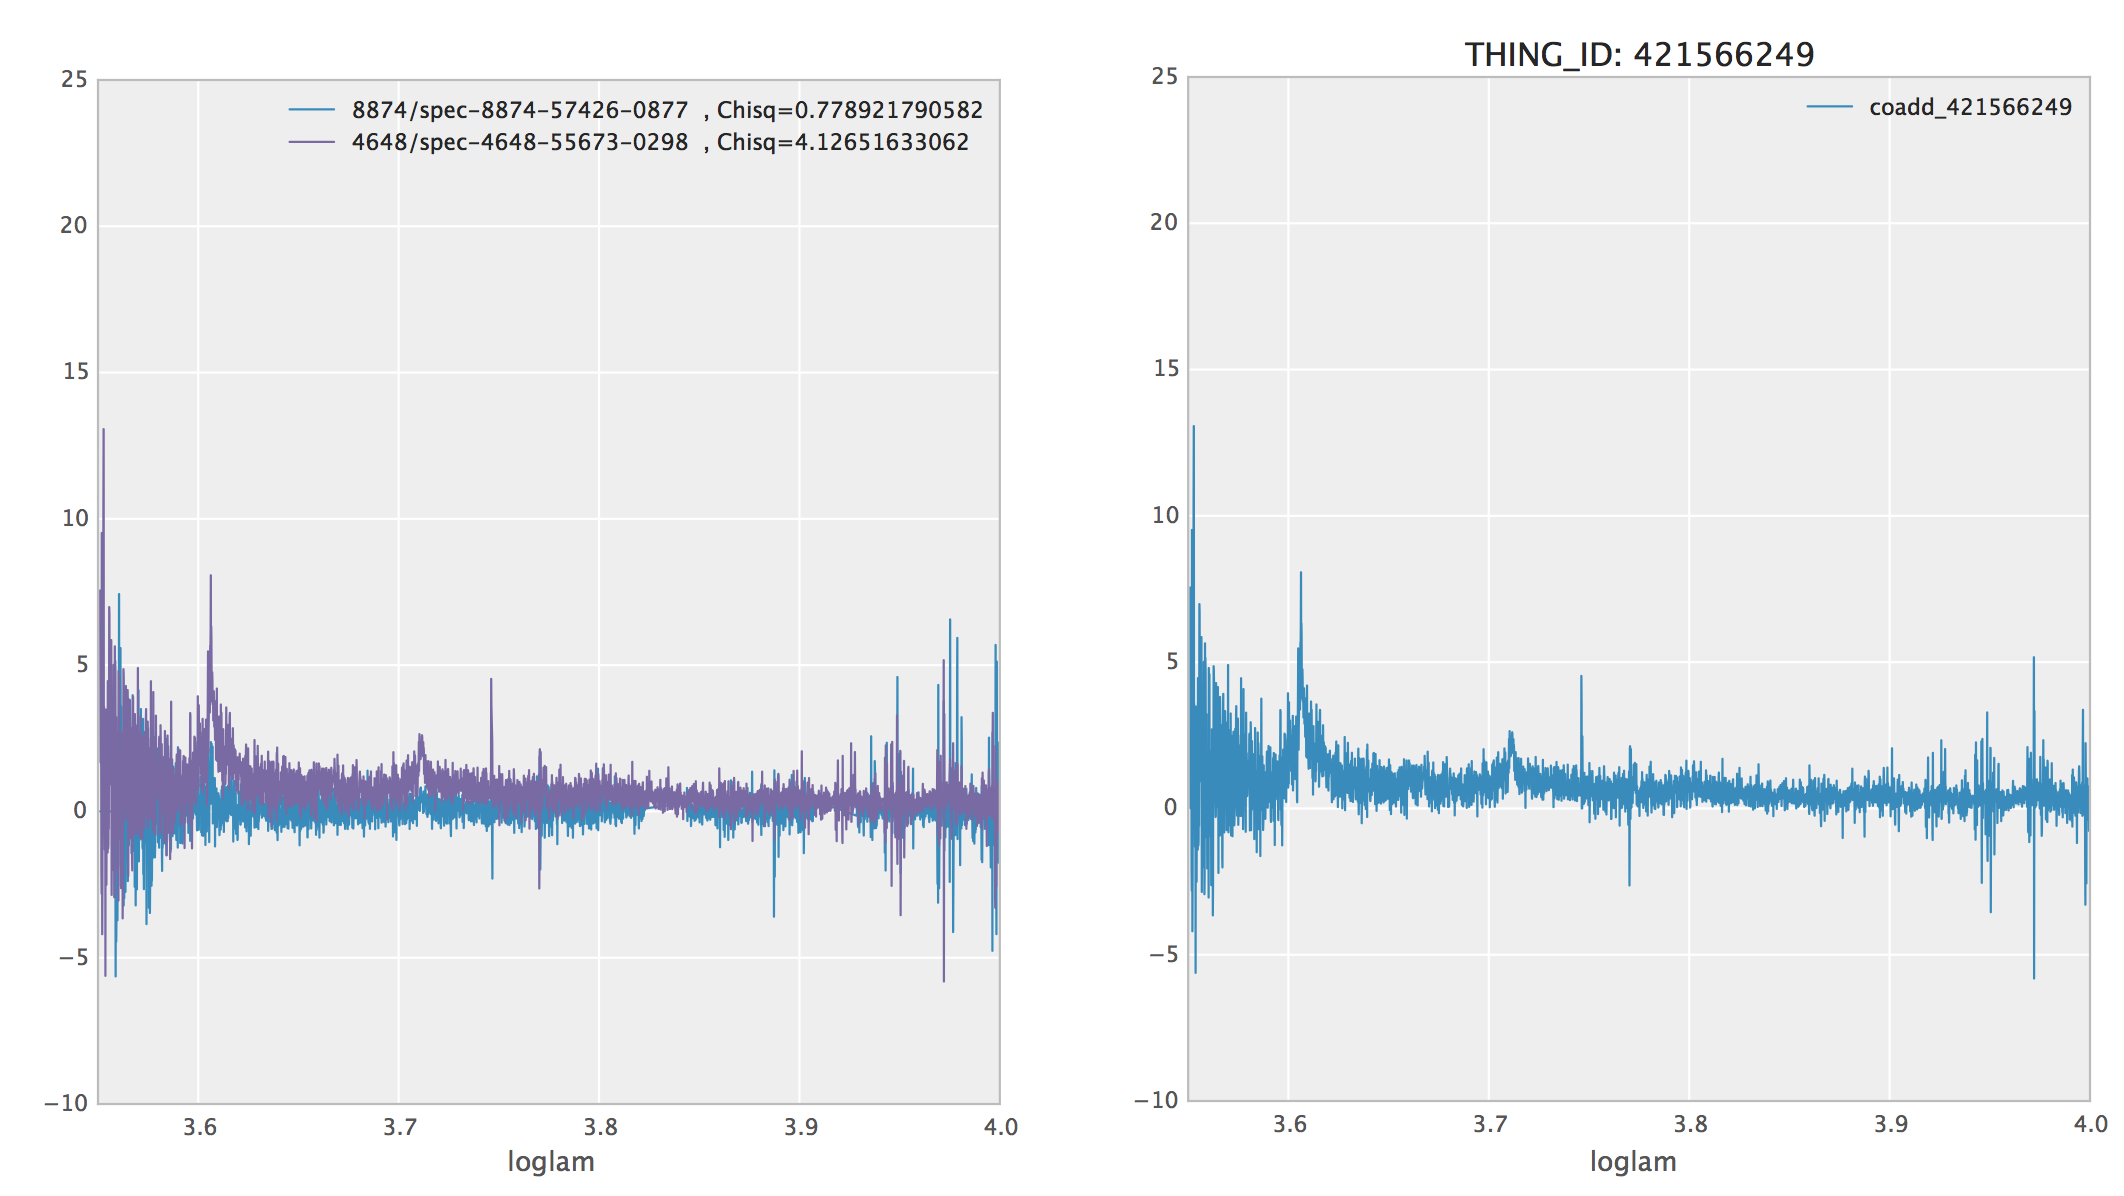 25
20
15
10
5
0
−5
−10
8874/spec-8874-57426-0877 , Chisq=0.778921790582
4648/spec-4648-55673-0298 , Chisq=4.12651633062
3.6 3.7 3.8 3.9 4.0
loglam
THING_ID: 421566249
25
20
15
10
5
0
−5
−10
coadd_421566249
3.6 3.7 3.8 3.9 4.0
loglam